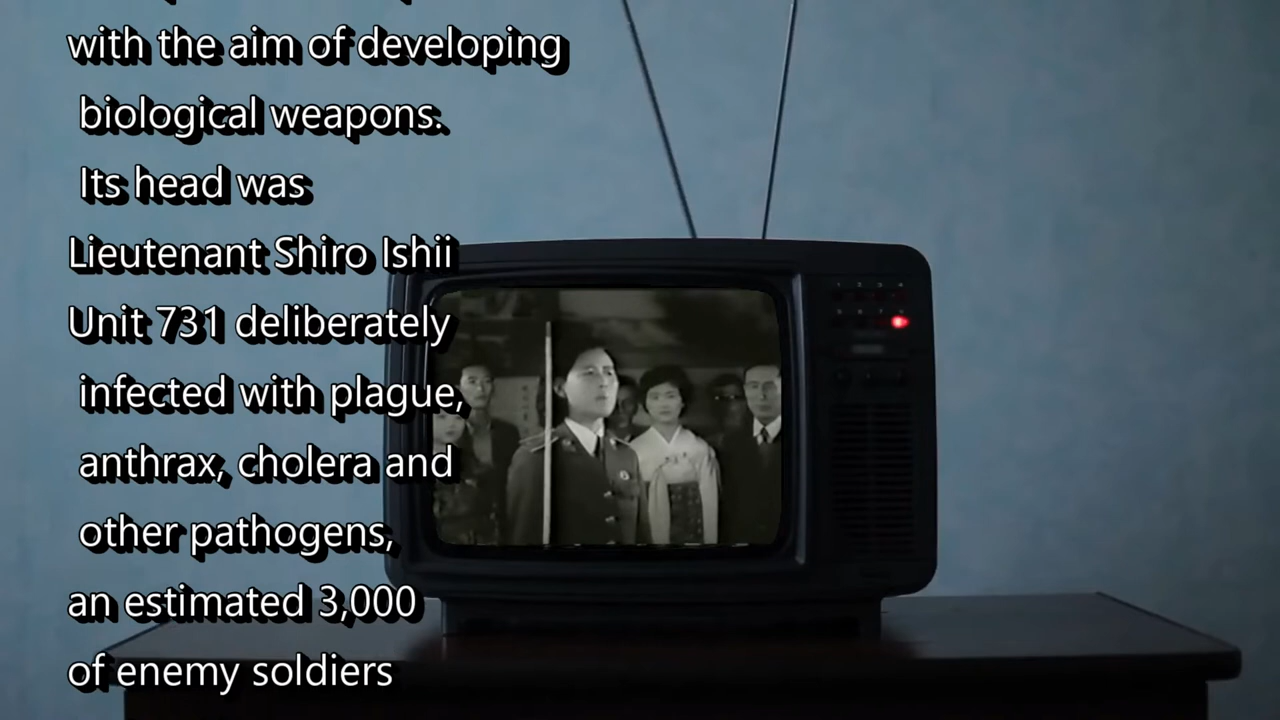 with the aim of developing
biological weapons.
Its head was
Lieutenant Shiro Ishii
Unit 731 deliberately
infected with plague,
anthrax, cholera and
other pathogens,
an estimated 3,000
of enemy soldiers